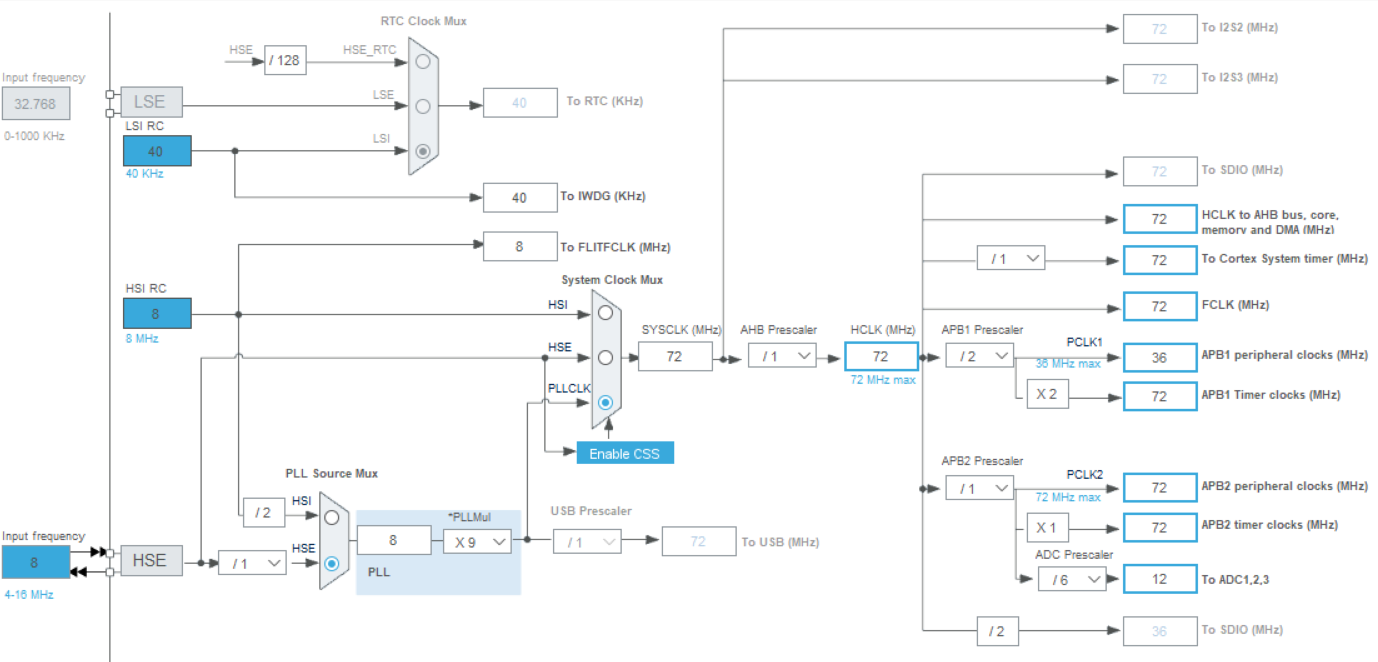 RTC Clock Mux
HSE
/ 128
HSE_RTC
To I2S2 (MHz)
72
Input frequency
32.768
0-1000 KHz
LSE
LSE
40
To RTC (KHz)
72
To I2S3 (MHz)
LSI RC
40
40 KHz
LSI
40
To IWDG (KHz)
72
To SDIO (MHz)
8
To FLITFCLK (MHz)
72
HCLK to AHB bus, core,
memory and DMA (MHz)
/ 1
72
To Cortex System timer (MHz)
HSI RC
8
8 MHz
System Clock Mux
HSI
HSE
PLLCLK
Enable CSS
SYSCLK (MHz)
72
AHB Prescaler
/ 1
HCLK (MHz)
72
72 MHz max
72
FCLK (MHz)
APB1 Prescaler
/ 2
PCLK1
36 MHz max
36
APB1 peripheral clocks (MHz)
X 2
72
APB1 Timer clocks (MHz)
PLL Source Mux
HSI
/ 2
HSE
Input frequency
8
4-16 MHz
HSE
/ 1
8
*PLLMul
X 9
PLL
USB Prescaler
/ 1
72
To USB (MHz)
APB2 Prescaler
/ 1
PCLK2
72 MHz max
72
APB2 peripheral clocks (MHz)
X 1
72
APB2 timer clocks (MHz)
ADC Prescaler
/ 6
12
To ADC1,2,3
/ 2
36
To SDIO (MHz)